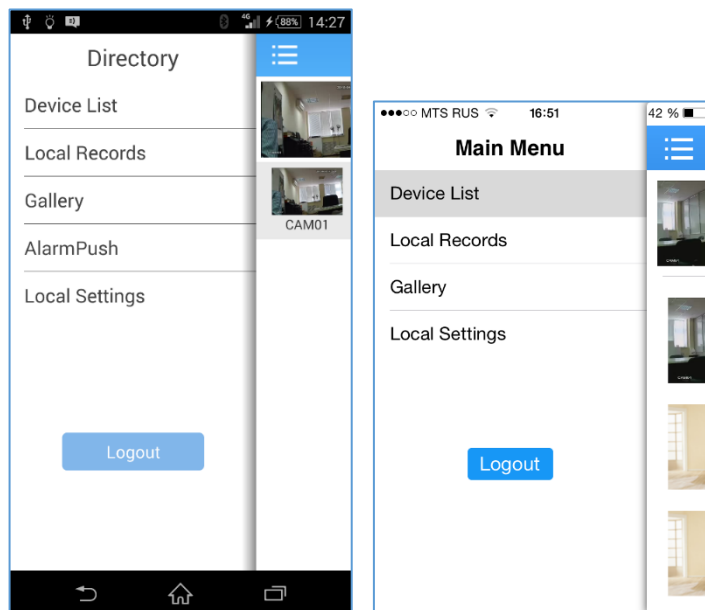 4G 88% 14:27
Directory
Device List
Local Records
Gallery
AlarmPush
Local Settings
Logout
CAM01
MTS RUS 16:51 42 %
Main Menu
Device List
Local Records
Gallery
Local Settings
Logout